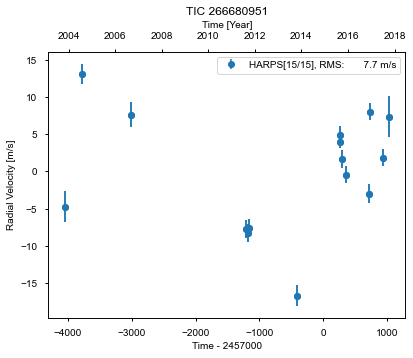 TIC 266680951
Time [Year]
2004 2006 2008 2010 2012 2014 2016 2018
HARPS[15/15], RMS: 7.7 m/s
15
10
5
0
−5
−10
−15
Radial Velocity [m/s]
−4000 −3000 −2000 −1000 0 1000
Time - 2457000